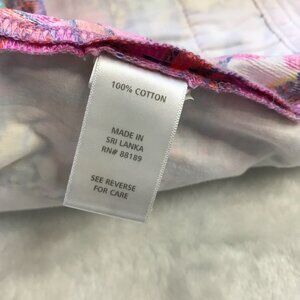 100% COTTON
MADE IN
SRI LANKA
RN# 88189
SEE REVERSE
FOR CARE